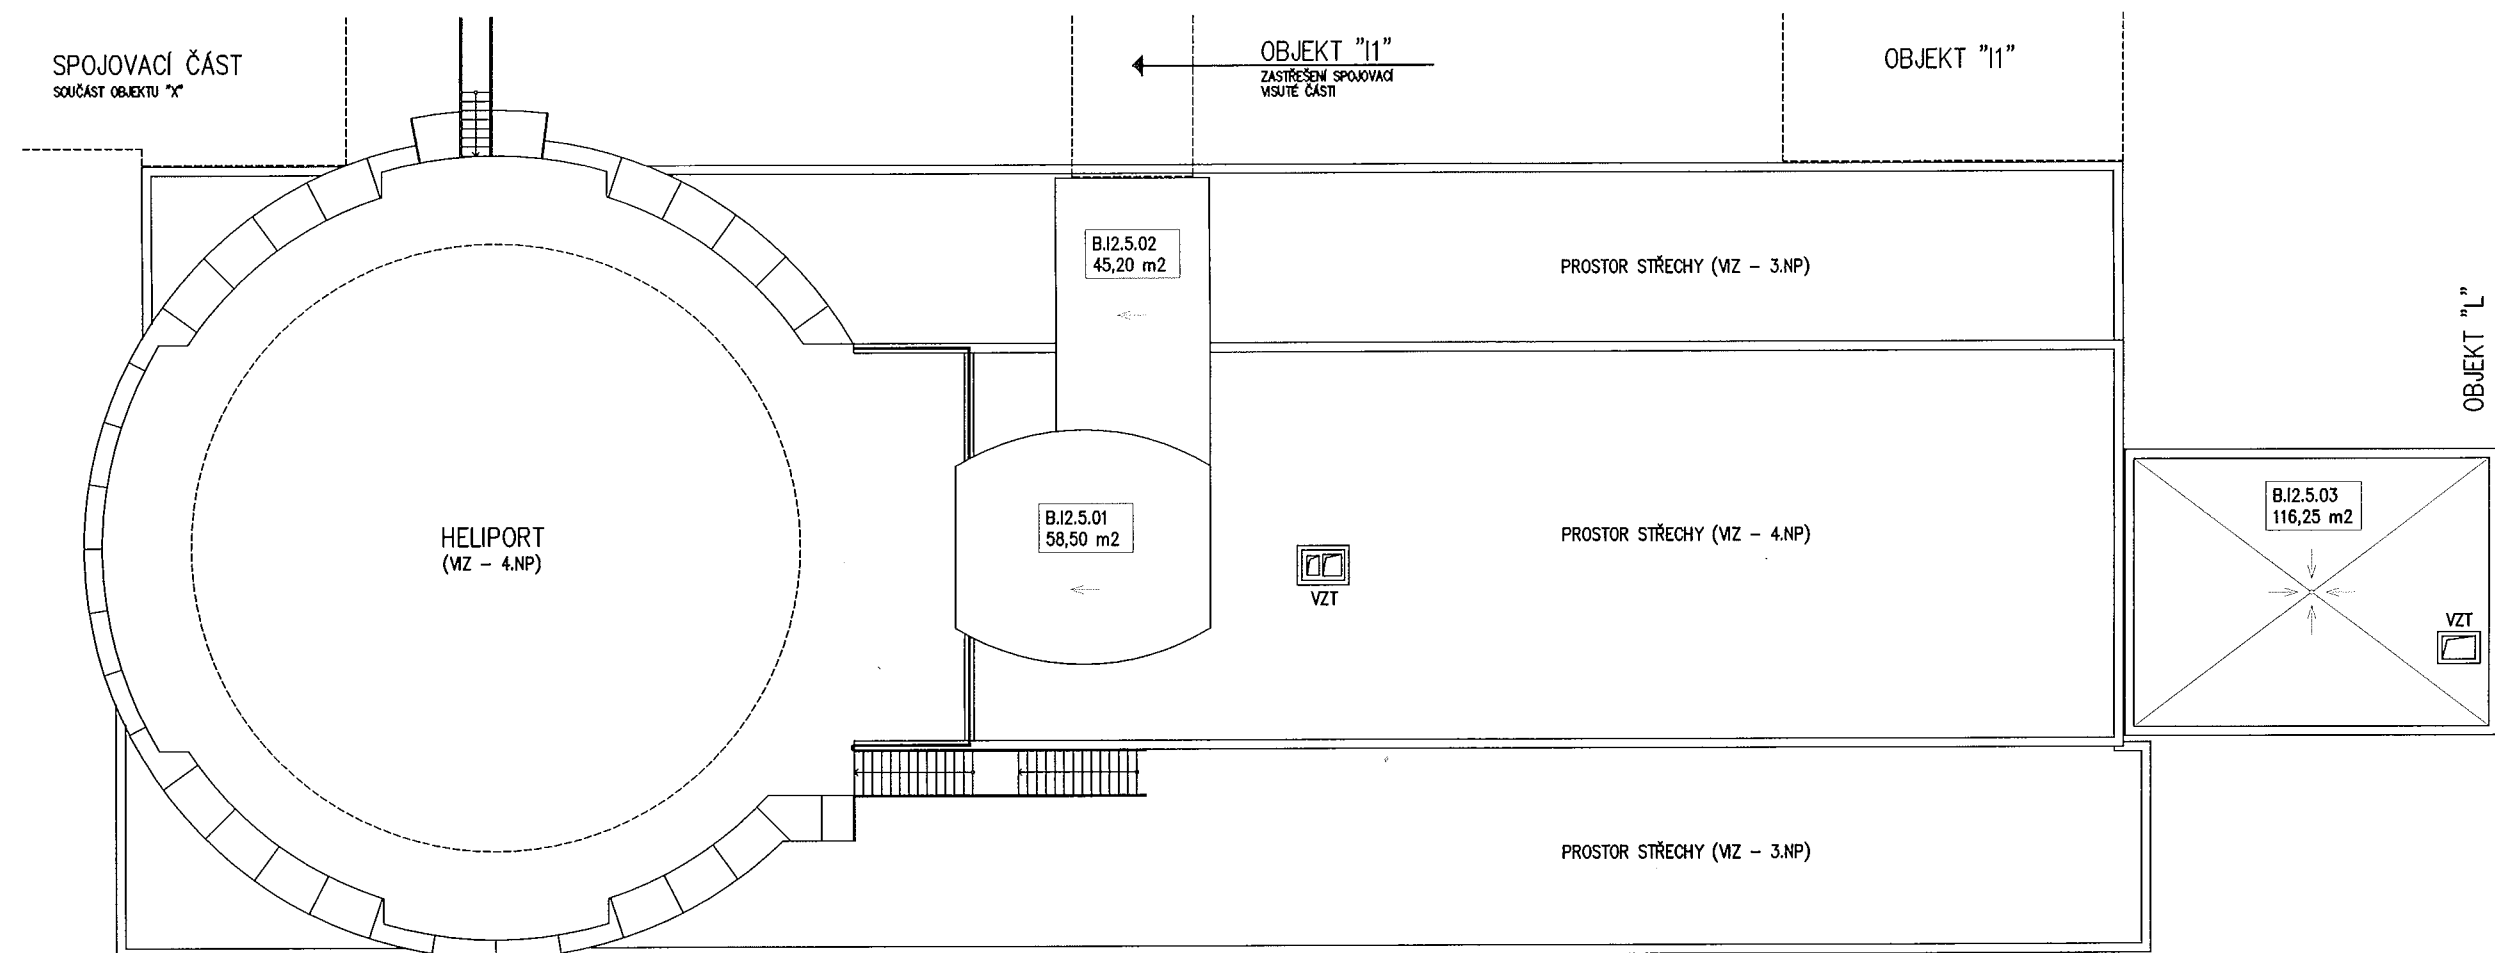 SPOJOVACÍ ČÁST
SOUČÁST OBJEKTU "X"
OBJEKT "I1"
ZASTŘEŠENÍ SPOJOVACÍ
VISUTÉ ČÁSTI
OBJEKT "I1"
B.I2.5.02
45,20 m2
PROSTOR STŘECHY (VIZ - 3.NP)
OBJEKT "L"
HELIPORT
(VIZ - 4.NP)
B.I2.5.01
58,50 m2
VZT
PROSTOR STŘECHY (VIZ - 4.NP)
B.I2.5.03
116,25 m2
VZT
PROSTOR STŘECHY (VIZ - 3.NP)